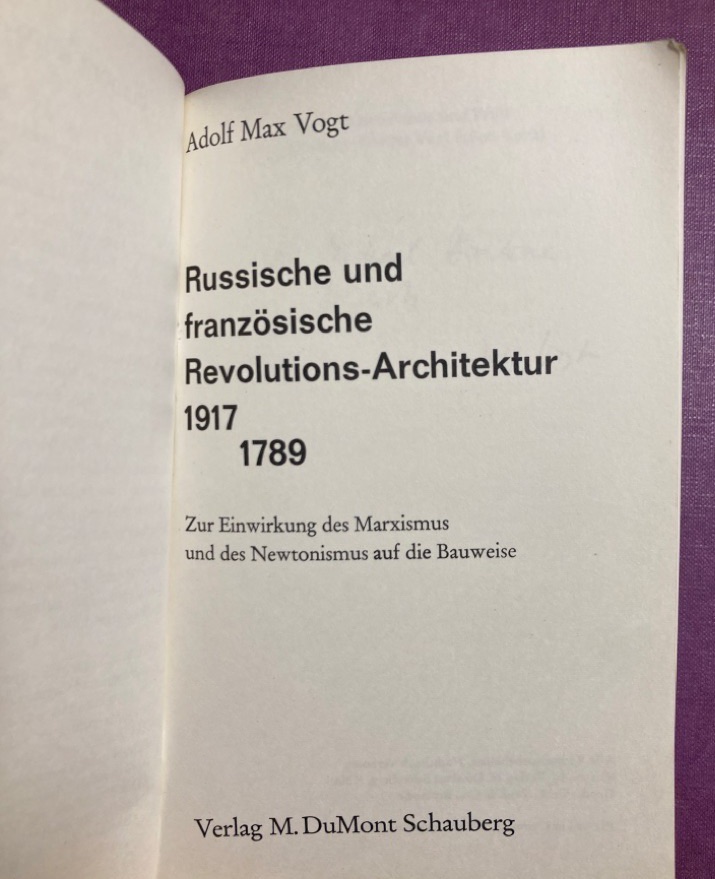 Adolf Max Vogt
Russische und
französische
Revolutions-Architektur
1917
1789
Zur Einwirkung des Marxismus
und des Newtonismus auf die Bauweise
Verlag M. DuMont Schauberg